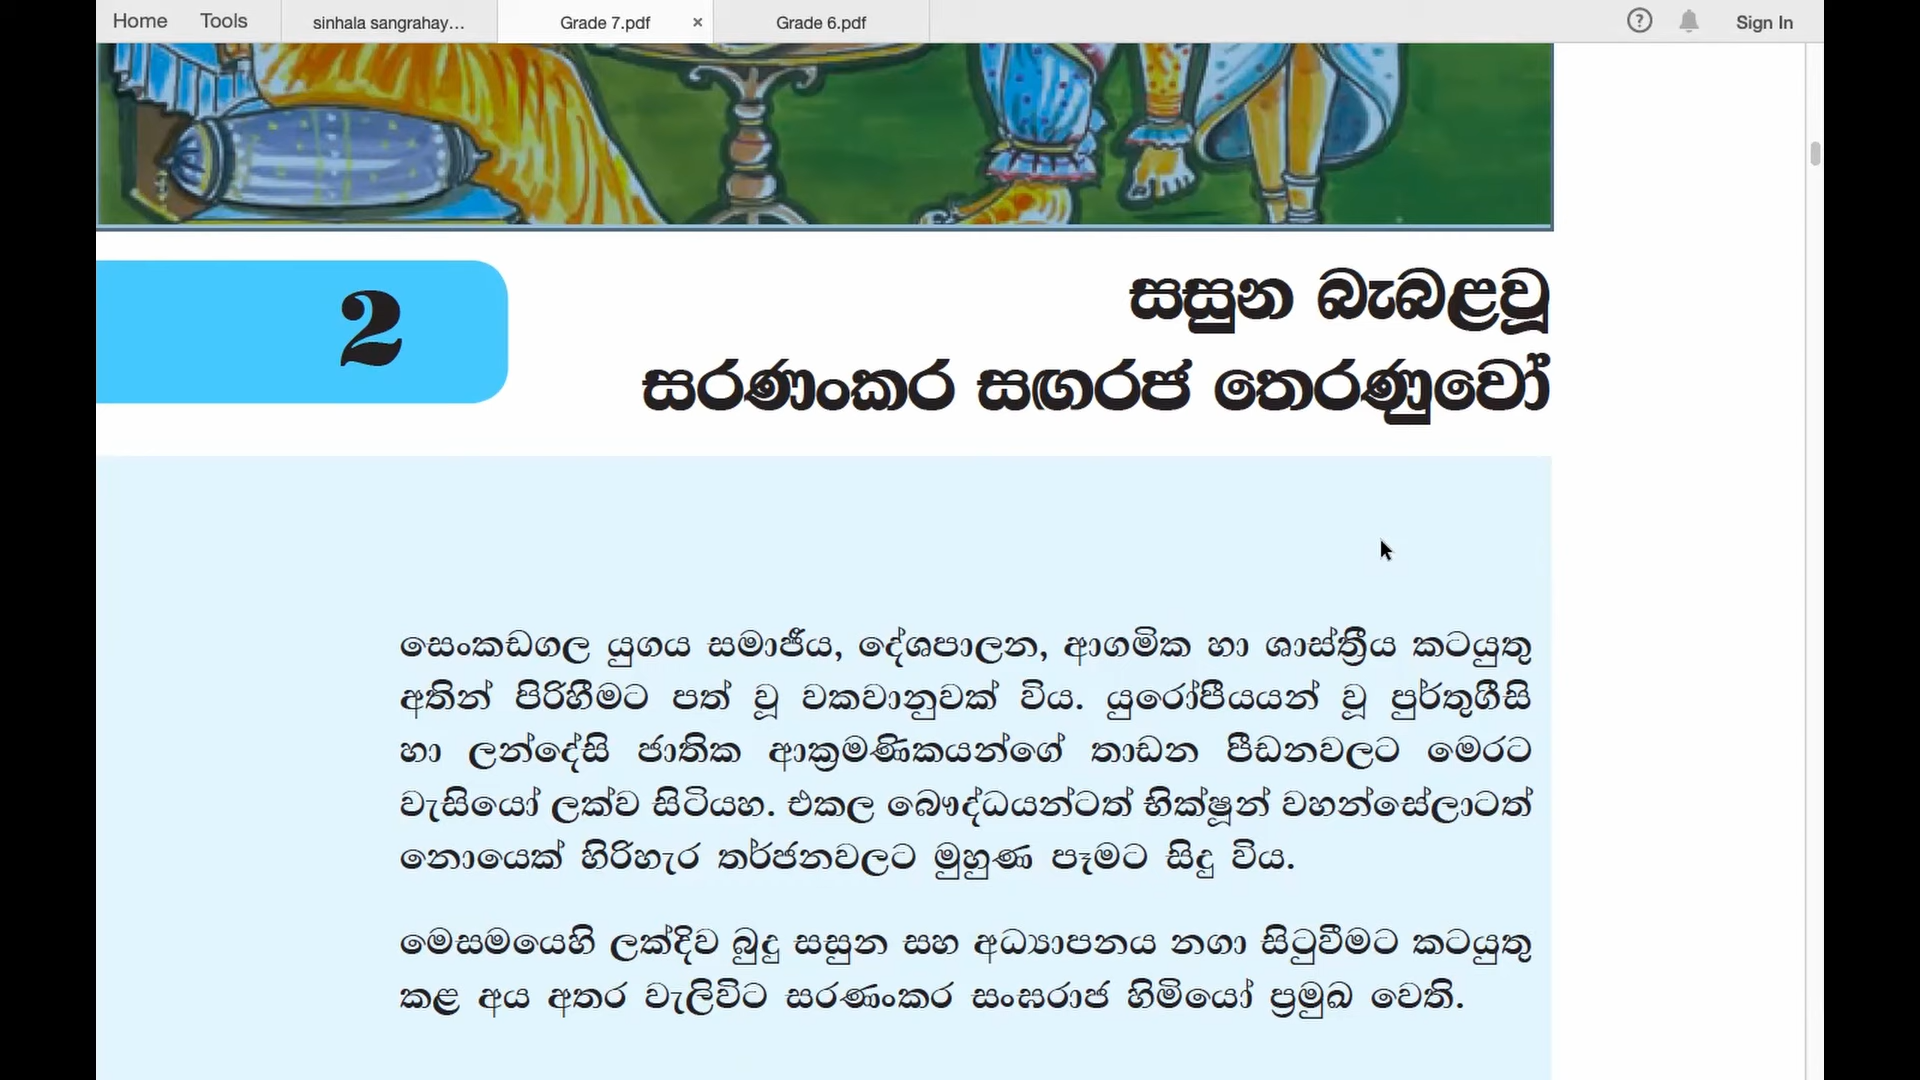 Home Tools sinhala sangrahay... Grade 7.pdf × Grade 6.pdf ? Sign In
2
සසුන බැබළවූ
සරණංකර සඟරජ තෙරණුවෝ
සෙංකඩගල යුගය සමාජීය, දේශපාලන, ආගමික හා ශාස්ත්‍රීය කටයුතු
අතින් පිරිහීමට පත් වූ වකවානුවක් විය. යුරෝපීයයන් වූ පුර්තුගීසි
හා ලන්දේසි ජාතික ආක්‍රමණිකයන්ගේ තාඩන පීඩනවලට මෙරට
වැසියෝ ලක්ව සිටියහ. එකල බෞද්ධයන්ටත් භික්ෂූන් වහන්සේලාටත්
නොයෙක් හිරිහැර තර්ජනවලට මුහුණ පෑමට සිදු විය.
මෙසමයෙහි ලක්දිව බුදු සසුන සහ අධ්‍යාපනය නගා සිටුවීමට කටයුතු
කළ අය අතර වැලිවිට සරණංකර සංඝරාජ හිමියෝ ප්‍රමුඛ වෙති.